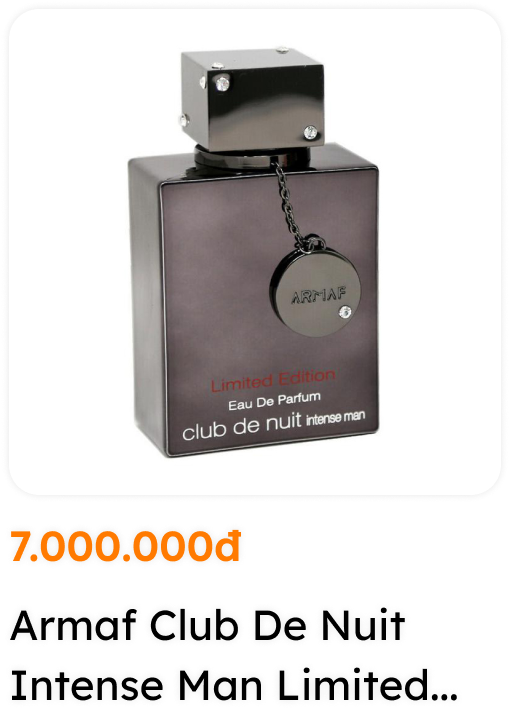 ARMAF
Limited Edition
Eau De Parfum
club de nuit intense man
7.000.000đ
Armaf Club De Nuit
Intense Man Limited...